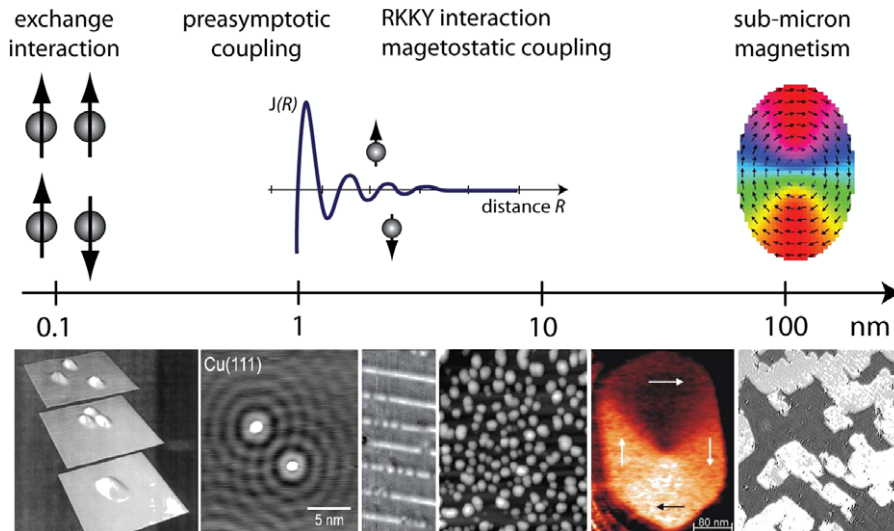 exchange
interaction
preasymptotic
coupling
RKKY interaction
magetostatic coupling
sub-micron
magnetism
J(R)
distance R
0.1
1
10
100
nm
Cu(111)
5 nm
80 nm